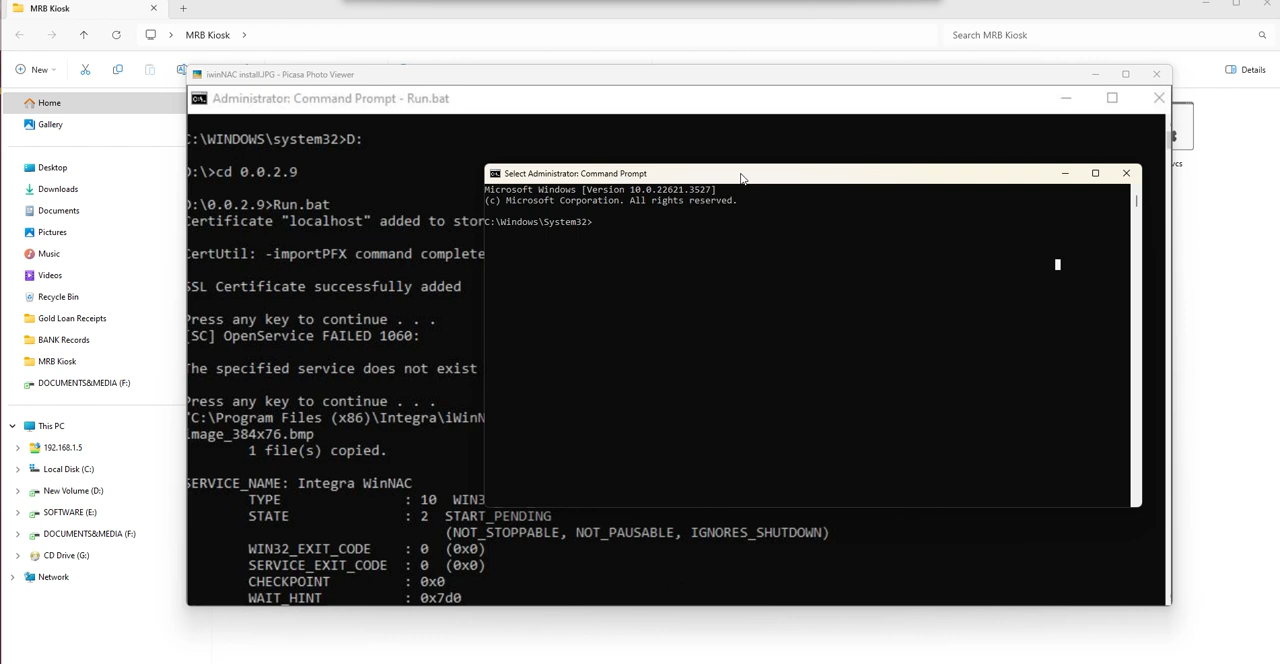 MRB Kiosk
MRB Kiosk
Search MRB Kiosk
New
Details
Home
Gallery
Desktop
Downloads
Documents
Pictures
Music
Videos
Recycle Bin
Gold Loan Receipts
BANK Records
MRB Kiosk
DOCUMENTS&MEDIA (F:)
This PC
192.168.1.5
Local Disk (C:)
New Volume (D:)
SOFTWARE (E:)
DOCUMENTS&MEDIA (F:)
CD Drive (G:)
Network
iwinNAC install.JPG - Picasa Photo Viewer
Administrator: Command Prompt - Run.bat
C:\WINDOWS\system32>D:
D:\>cd 0.0.2.9
D:\0.0.2.9>Run.bat
Certificate "localhost" added to stor
CertUtil: -importPFX command complete
SSL Certificate successfully added
Press any key to continue . . .
[SC] OpenService FAILED 1060:
The specified service does not exist
Press any key to continue . . .
"C:\Program Files (x86)\Integra\iWinN
image_384x76.bmp
1 file(s) copied.
SERVICE_NAME: Integra WinNAC
TYPE : 10 WIN3
STATE : 2 START_PENDING
(NOT_STOPPABLE, NOT_PAUSABLE, IGNORES_SHUTDOWN)
WIN32_EXIT_CODE : 0 (0x0)
SERVICE_EXIT_CODE : 0 (0x0)
CHECKPOINT : 0x0
WAIT_HINT : 0x7d0
Select Administrator: Command Prompt
Microsoft Windows [Version 10.0.22621.3527]
(c) Microsoft Corporation. All rights reserved.
C:\Windows\System32>
vcs